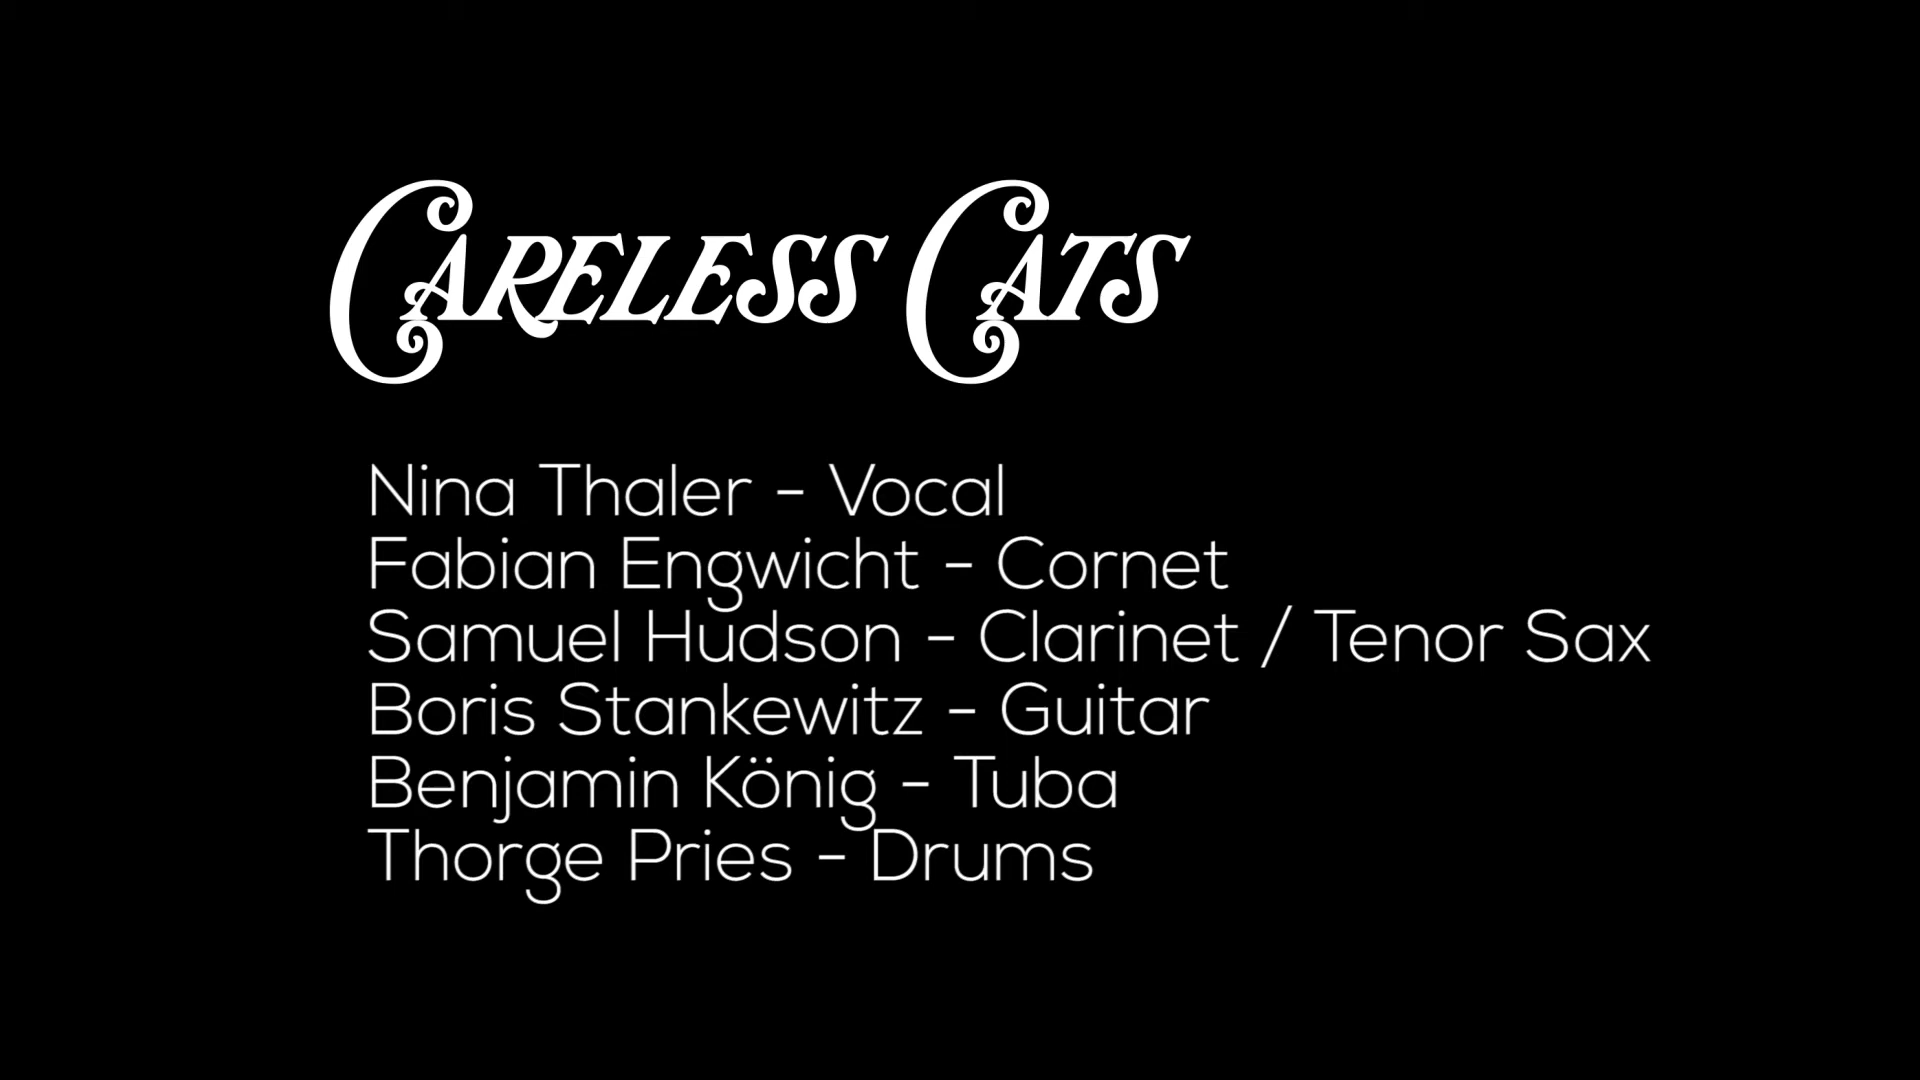 Careless Cats
Nina Thaler - Vocal
Fabian Engwicht - Cornet
Samuel Hudson - Clarinet / Tenor Sax
Boris Stankewitz - Guitar
Benjamin König - Tuba
Thorge Pries - Drums